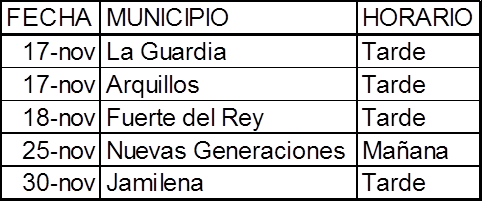 FECHA MUNICIPIO HORARIO
17-nov La Guardia Tarde
17-nov Arquillos Tarde
18-nov Fuerte del Rey Tarde
25-nov Nuevas Generaciones Mañana
30-nov Jamilena Tarde